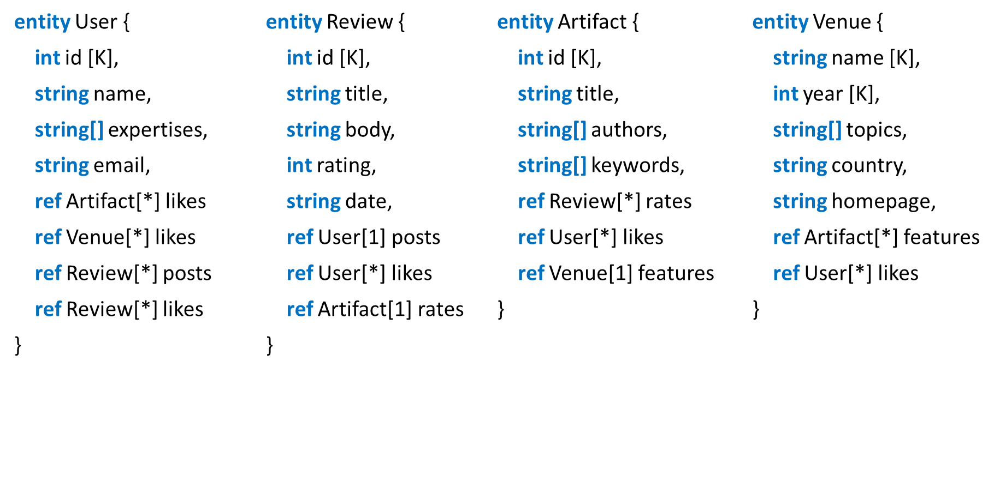 entity User {
int id [K],
string name,
string[] expertises,
string email,
ref Artifact[*] likes
ref Venue[*] likes
ref Review[*] posts
ref Review[*] likes
}
entity Review {
int id [K],
string title,
string body,
int rating,
string date,
ref User[1] posts
ref User[*] likes
ref Artifact[1] rates
}
entity Artifact {
int id [K],
string title,
string[] authors,
string[] keywords,
ref Review[*] rates
ref User[*] likes
ref Venue[1] features
}
entity Venue {
string name [K],
int year [K],
string[] topics,
string country,
string homepage,
ref Artifact[*] features
ref User[*] likes
}